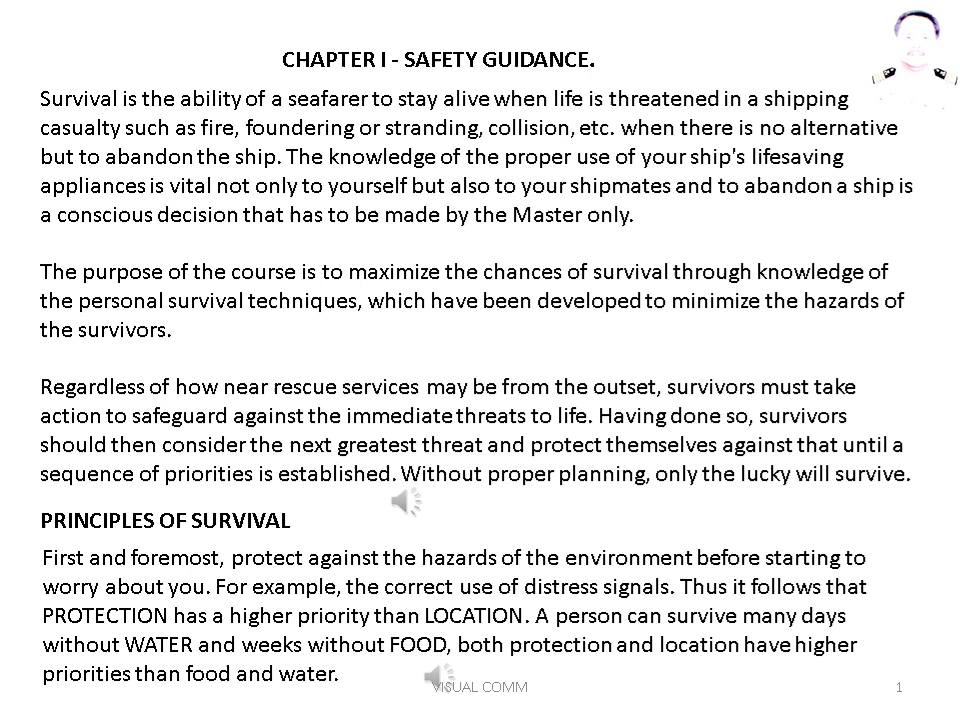 CHAPTER I - SAFETY GUIDANCE.
Survival is the ability of a seafarer to stay alive when life is threatened in a shipping
casualty such as fire, foundering or stranding, collision, etc. when there is no alternative
but to abandon the ship. The knowledge of the proper use of your ship's lifesaving
appliances is vital not only to yourself but also to your shipmates and to abandon a ship is
a conscious decision that has to be made by the Master only.
The purpose of the course is to maximize the chances of survival through knowledge of
the personal survival techniques, which have been developed to minimize the hazards of
the survivors.
Regardless of how near rescue services may be from the outset, survivors must take
action to safeguard against the immediate threats to life. Having done so, survivors
should then consider the next greatest threat and protect themselves against that until a
sequence of priorities is established. Without proper planning, only the lucky will survive.
PRINCIPLES OF SURVIVAL
First and foremost, protect against the hazards of the environment before starting to
worry about you. For example, the correct use of distress signals. Thus it follows that
PROTECTION has a higher priority than LOCATION. A person can survive many days
without WATER and weeks without FOOD, both protection and location have higher
priorities than food and water.
VISUAL COMM
1